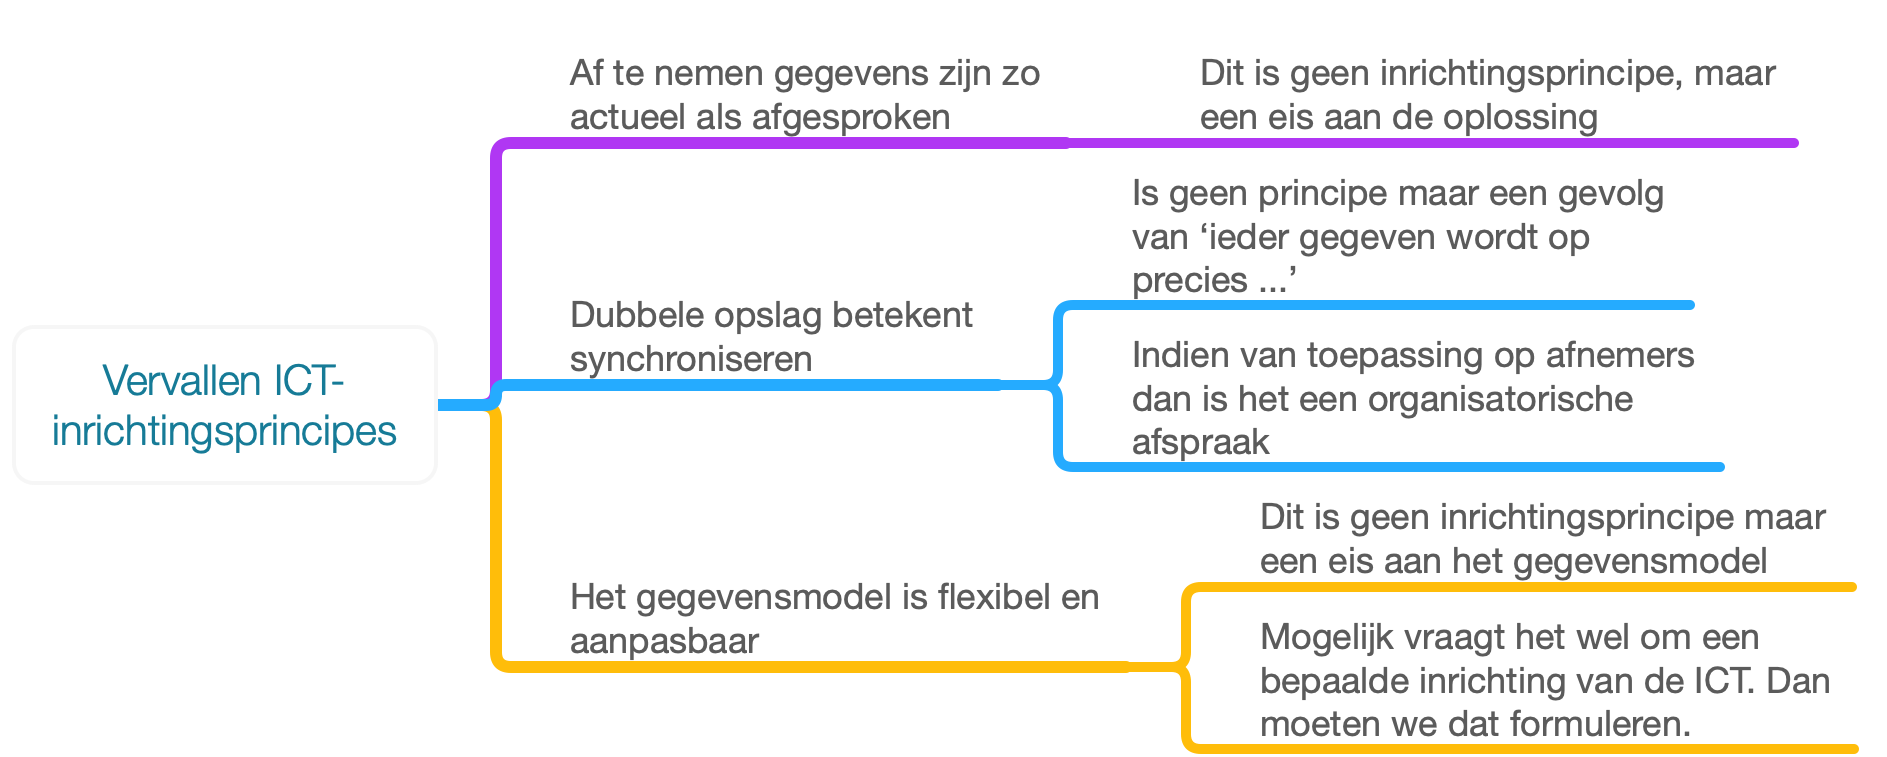 Vervallen ICT-
inrichtingsprincipes
Af te nemen gegevens zijn zo
actueel als afgesproken
Dit is geen inrichtingsprincipe, maar
een eis aan de oplossing
Dubbele opslag betekent
synchroniseren
Is geen principe maar een gevolg
van ‘ieder gegeven wordt op
precies ...’
Indien van toepassing op afnemers
dan is het een organisatorische
afspraak
Het gegevensmodel is flexibel en
aanpasbaar
Dit is geen inrichtingsprincipe maar
een eis aan het gegevensmodel
Mogelijk vraagt het wel om een
bepaalde inrichting van de ICT. Dan
moeten we dat formuleren.